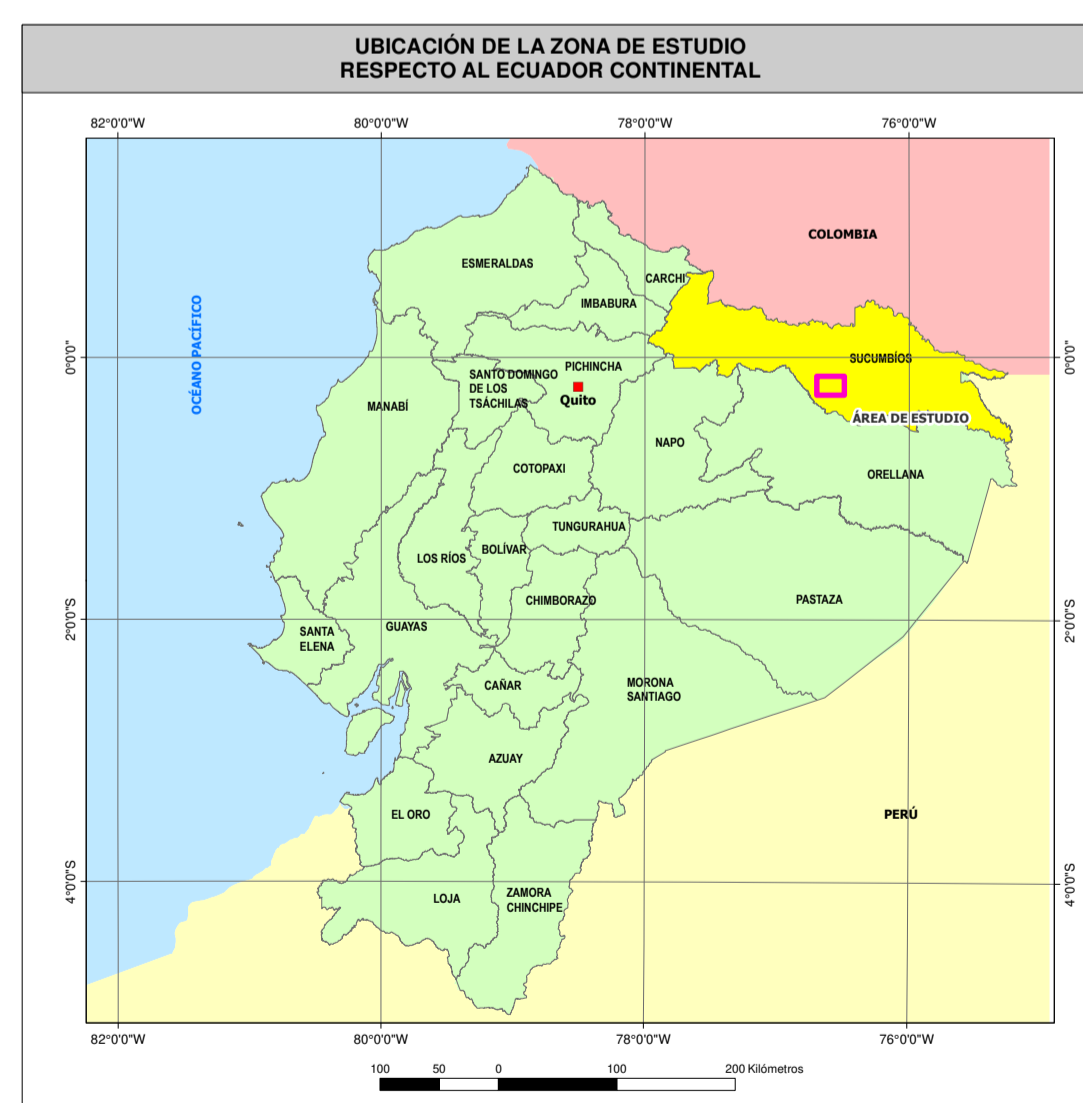 UBICACIÓN DE LA ZONA DE ESTUDIO
RESPECTO AL ECUADOR CONTINENTAL
82°0'0"W
80°0'0"W
78°0'0"W
76°0'0"W
COLOMBIA
ESMERALDAS
CARCHI
IMBABURA
OCÉANO PACÍFICO
0°0'0"
0°0'0"
SUCUMBÍOS
PICHINCHA
SANTO DOMINGO
DE LOS
TSÁCHILAS
Quito
MANABÍ
ÁREA DE ESTUDIO
NAPO
COTOPAXI
ORELLANA
TUNGURAHUA
BOLÍVAR
LOS RÍOS
CHIMBORAZO
PASTAZA
2°0'0"S
2°0'0"S
GUAYAS
SANTA
ELENA
CAÑAR
MORONA
SANTIAGO
AZUAY
EL ORO
PERÚ
4°0'0"S
4°0'0"S
LOJA
ZAMORA
CHINCHIPE
82°0'0"W
80°0'0"W
78°0'0"W
76°0'0"W
100 50 0 100 200 Kilómetros